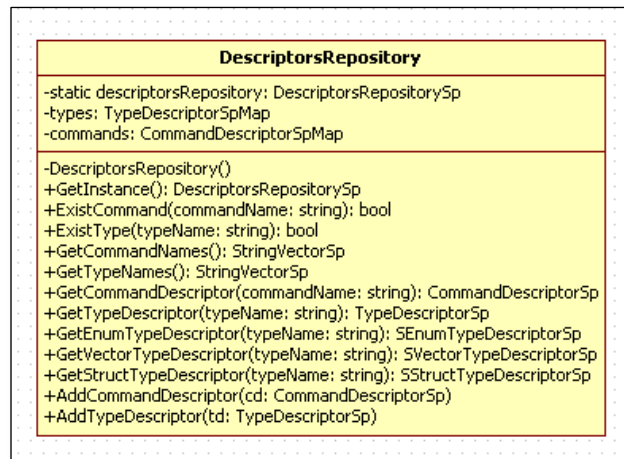 DescriptorsRepository
-static descriptorsRepository: DescriptorsRepositorySp
-types: TypeDescriptorSpMap
-commands: CommandDescriptorSpMap
-DescriptorsRepository()
+GetInstance(): DescriptorsRepositorySp
+ExistCommand(commandName: string): bool
+ExistType(typeName: string): bool
+GetCommandNames(): StringVectorSp
+GetTypeNames(): StringVectorSp
+GetCommandDescriptor(commandName: string): CommandDescriptorSp
+GetTypeDescriptor(typeName: string): TypeDescriptorSp
+GetEnumTypeDescriptor(typeName: string): SEnumTypeDescriptorSp
+GetVectorTypeDescriptor(typeName: string): SVectorTypeDescriptorSp
+GetStructTypeDescriptor(typeName: string): SStructTypeDescriptorSp
+AddCommandDescriptor(cd: CommandDescriptorSp)
+AddTypeDescriptor(td: TypeDescriptorSp)